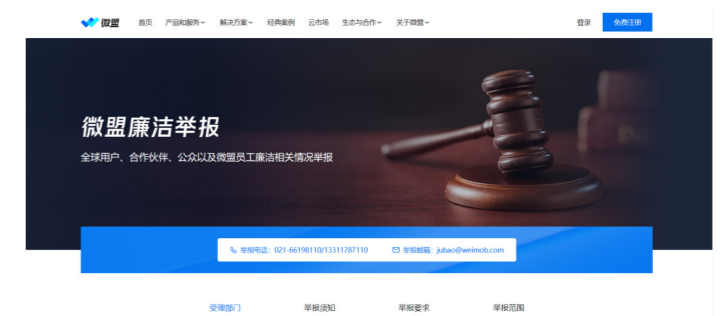 微盟 首页 产品和服务 解决方案 经典案例 云市场 生态与合作 关于微盟 登录 免费注册
微盟廉洁举报
全球用户、合作伙伴、公众以及微盟员工廉洁相关情况举报
举报电话：021-66198110/13311787110 举报邮箱：jubao@weimob.com
受理部门 举报须知 举报要求 举报范围